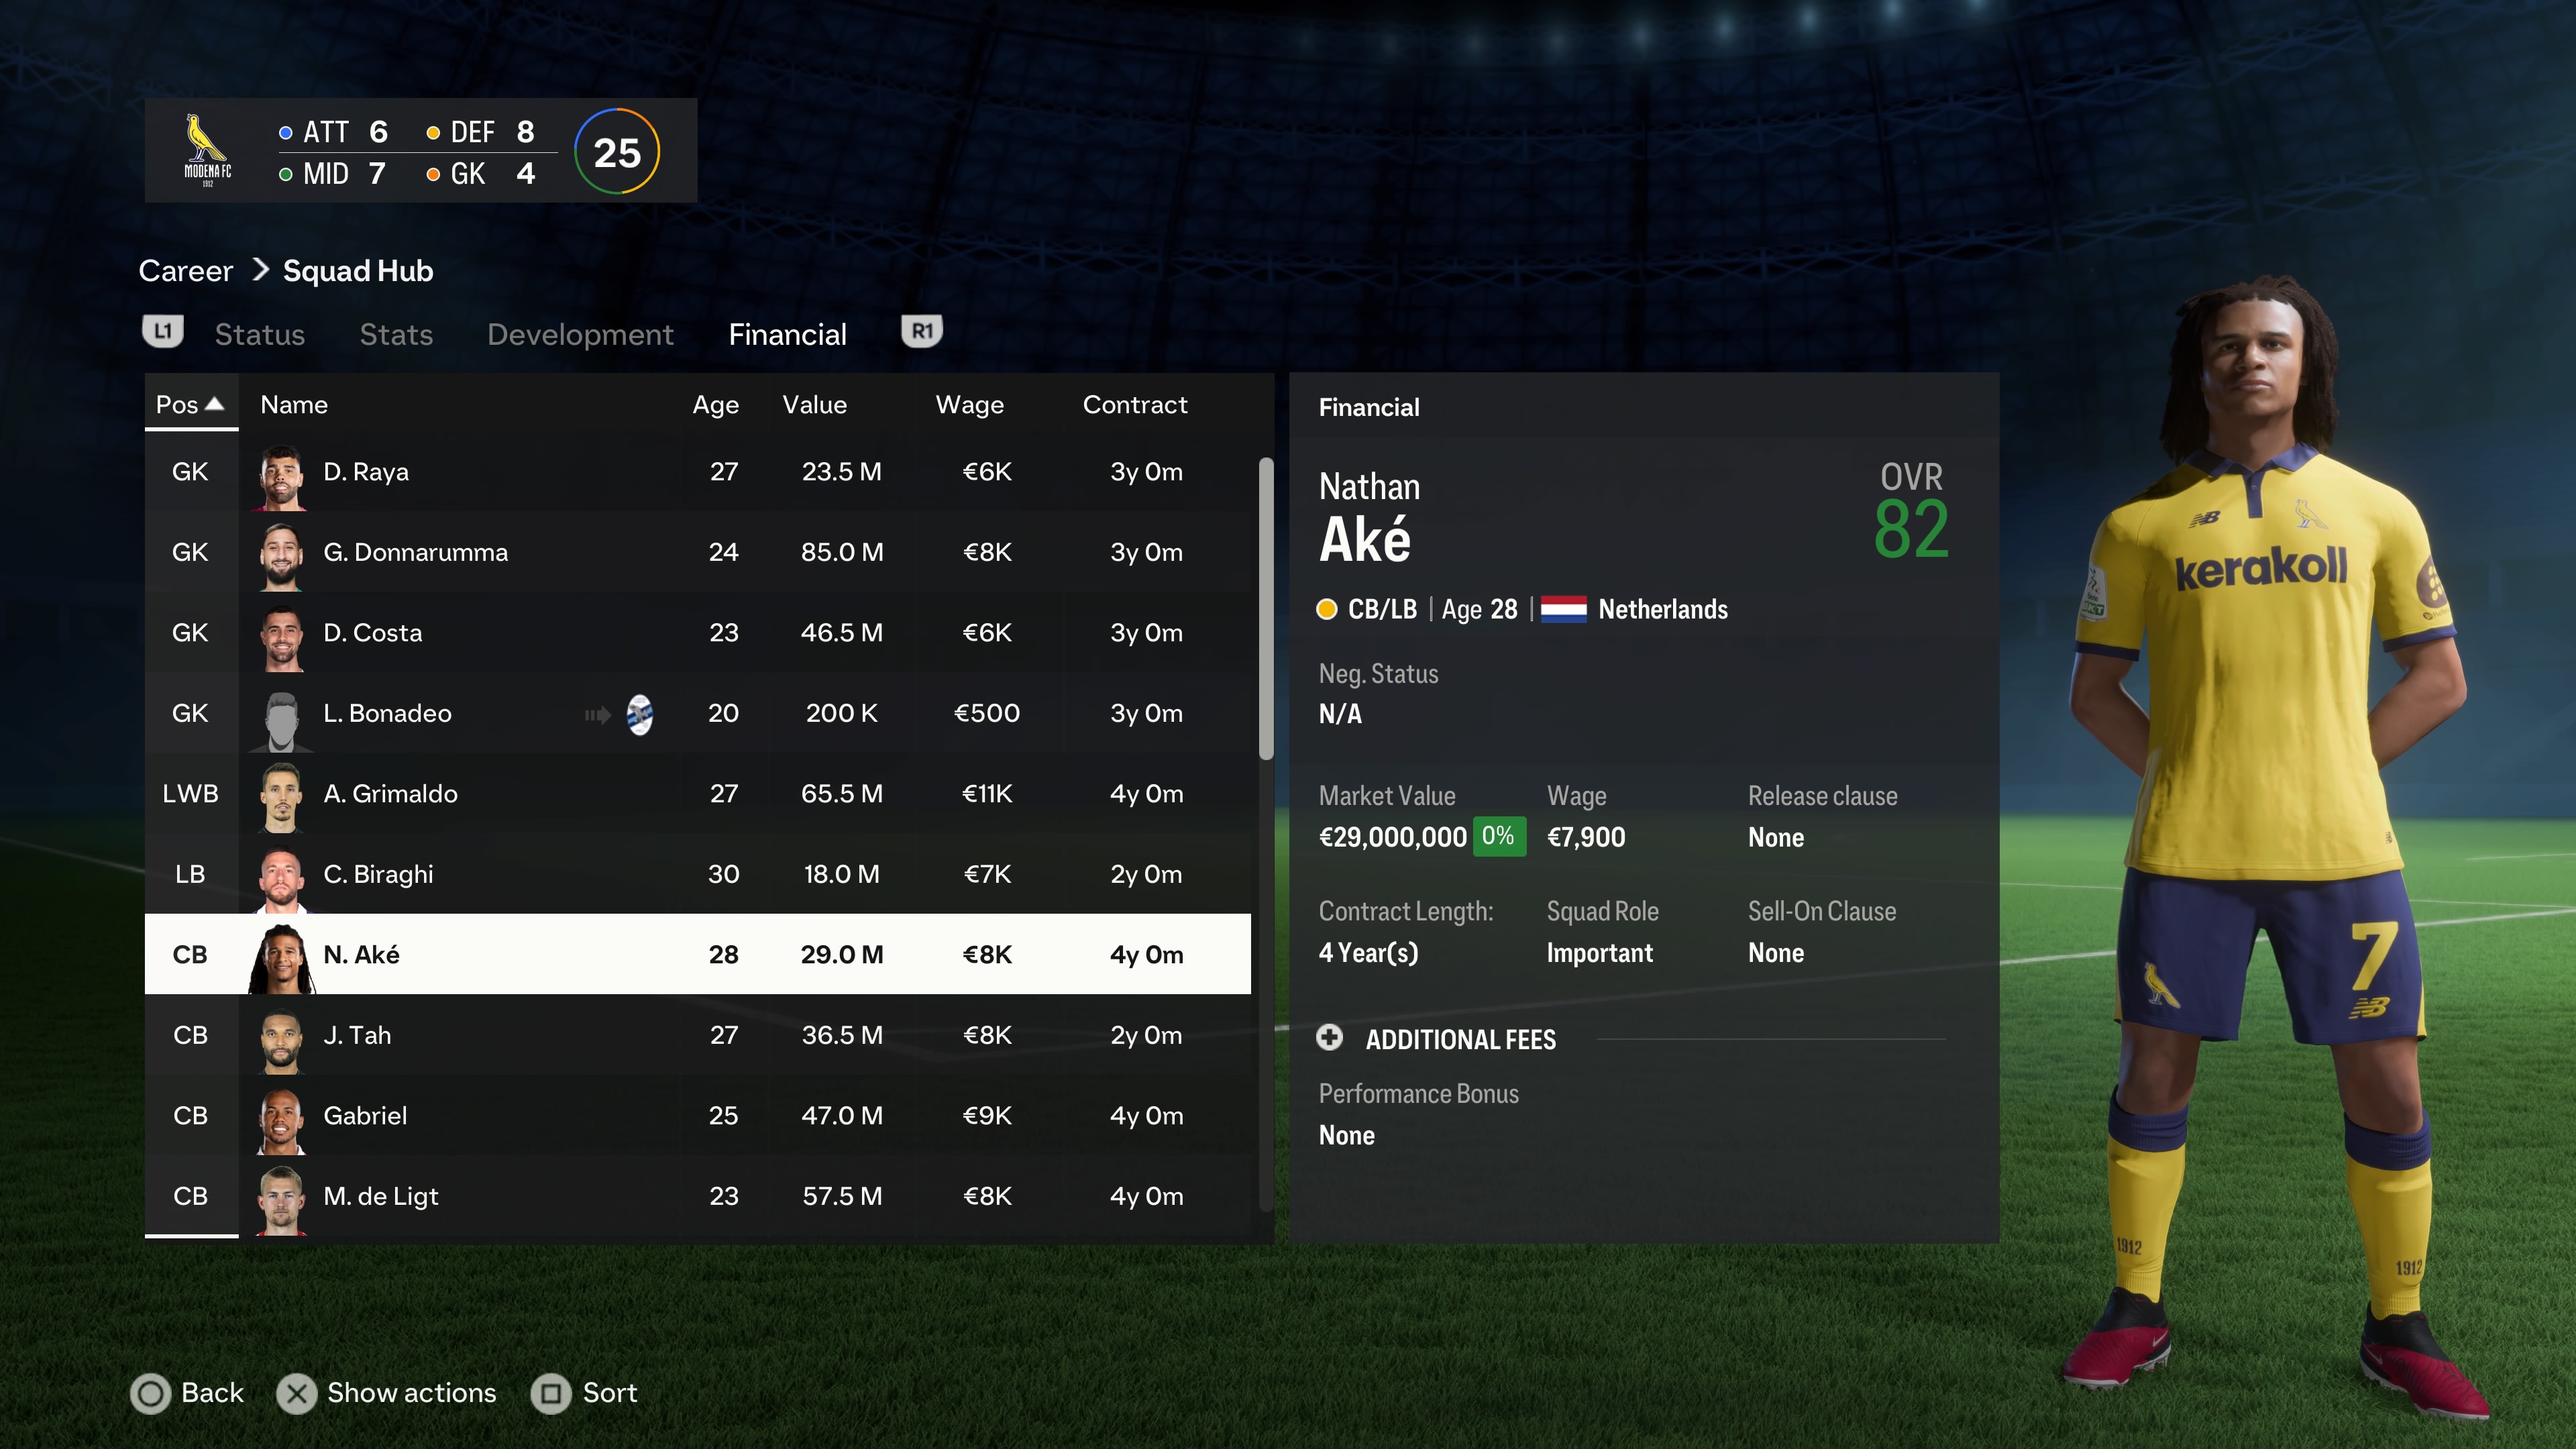 MODENA FC
1912
ATT 6 DEF 8
MID 7 GK 4
25
Career > Squad Hub
L1 Status Stats Development Financial R1
Pos Name Age Value Wage Contract
GK D. Raya 27 23.5 M €6K 3y 0m
GK G. Donnarumma 24 85.0 M €8K 3y 0m
GK D. Costa 23 46.5 M €6K 3y 0m
GK L. Bonadeo 20 200 K €500 3y 0m
LWB A. Grimaldo 27 65.5 M €11K 4y 0m
LB C. Biraghi 30 18.0 M €7K 2y 0m
CB N. Aké 28 29.0 M €8K 4y 0m
CB J. Tah 27 36.5 M €8K 2y 0m
CB Gabriel 25 47.0 M €9K 4y 0m
CB M. de Ligt 23 57.5 M €8K 4y 0m
Financial
Nathan
Aké
OVR
82
CB/LB | Age 28 | Netherlands
Neg. Status
N/A
Market Value Wage Release clause
€29,000,000 0% €7,900 None
Contract Length: Squad Role Sell-On Clause
4 Year(s) Important None
ADDITIONAL FEES
Performance Bonus
None
NB
kerakoll
7
NB
1912
1912
Back Show actions Sort